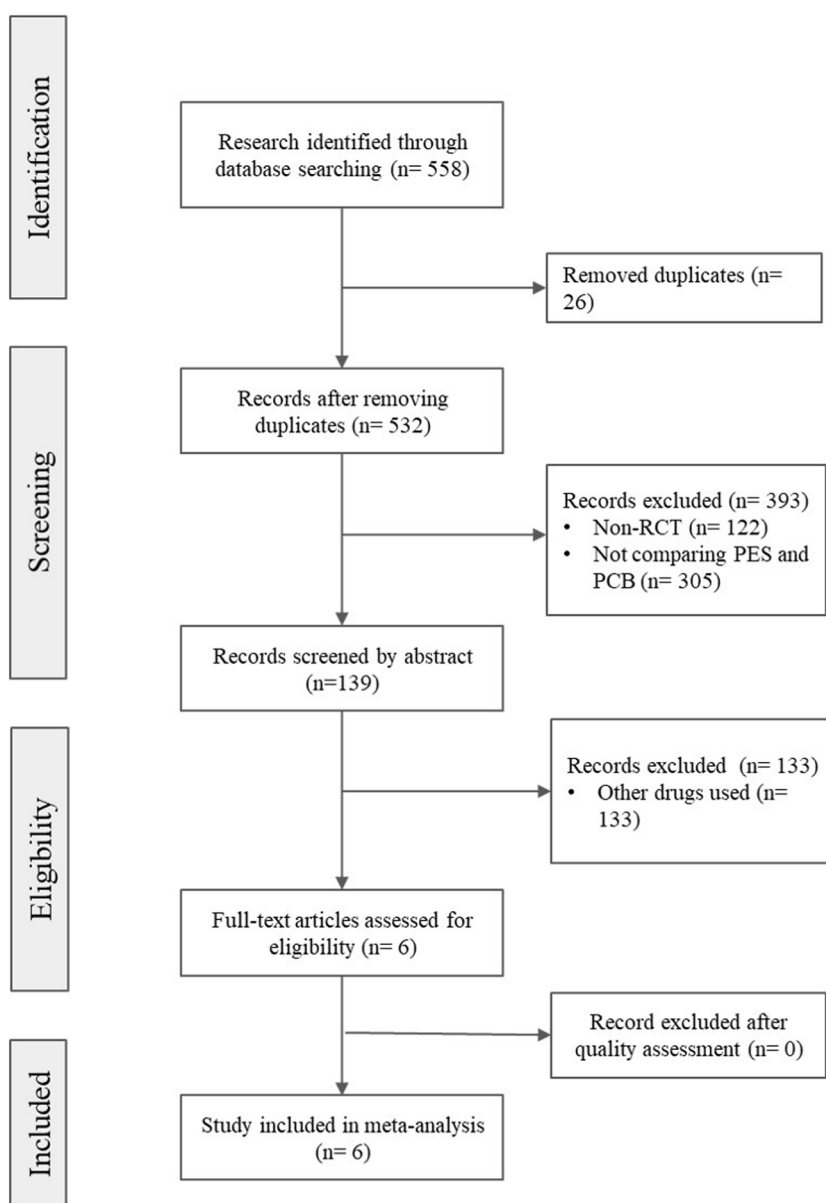 Identification
Research identified through
database searching (n= 558)
Removed duplicates (n=
26)
Screening
Records after removing
duplicates (n= 532)
Records excluded (n= 393)
• Non-RCT (n= 122)
• Not comparing PES and
PCB (n= 305)
Records screened by abstract
(n=139)
Eligibility
Records excluded (n= 133)
• Other drugs used (n=
133)
Full-text articles assessed for
eligibility (n= 6)
Record excluded after
quality assessment (n= 0)
Included
Study included in meta-analysis
(n= 6)